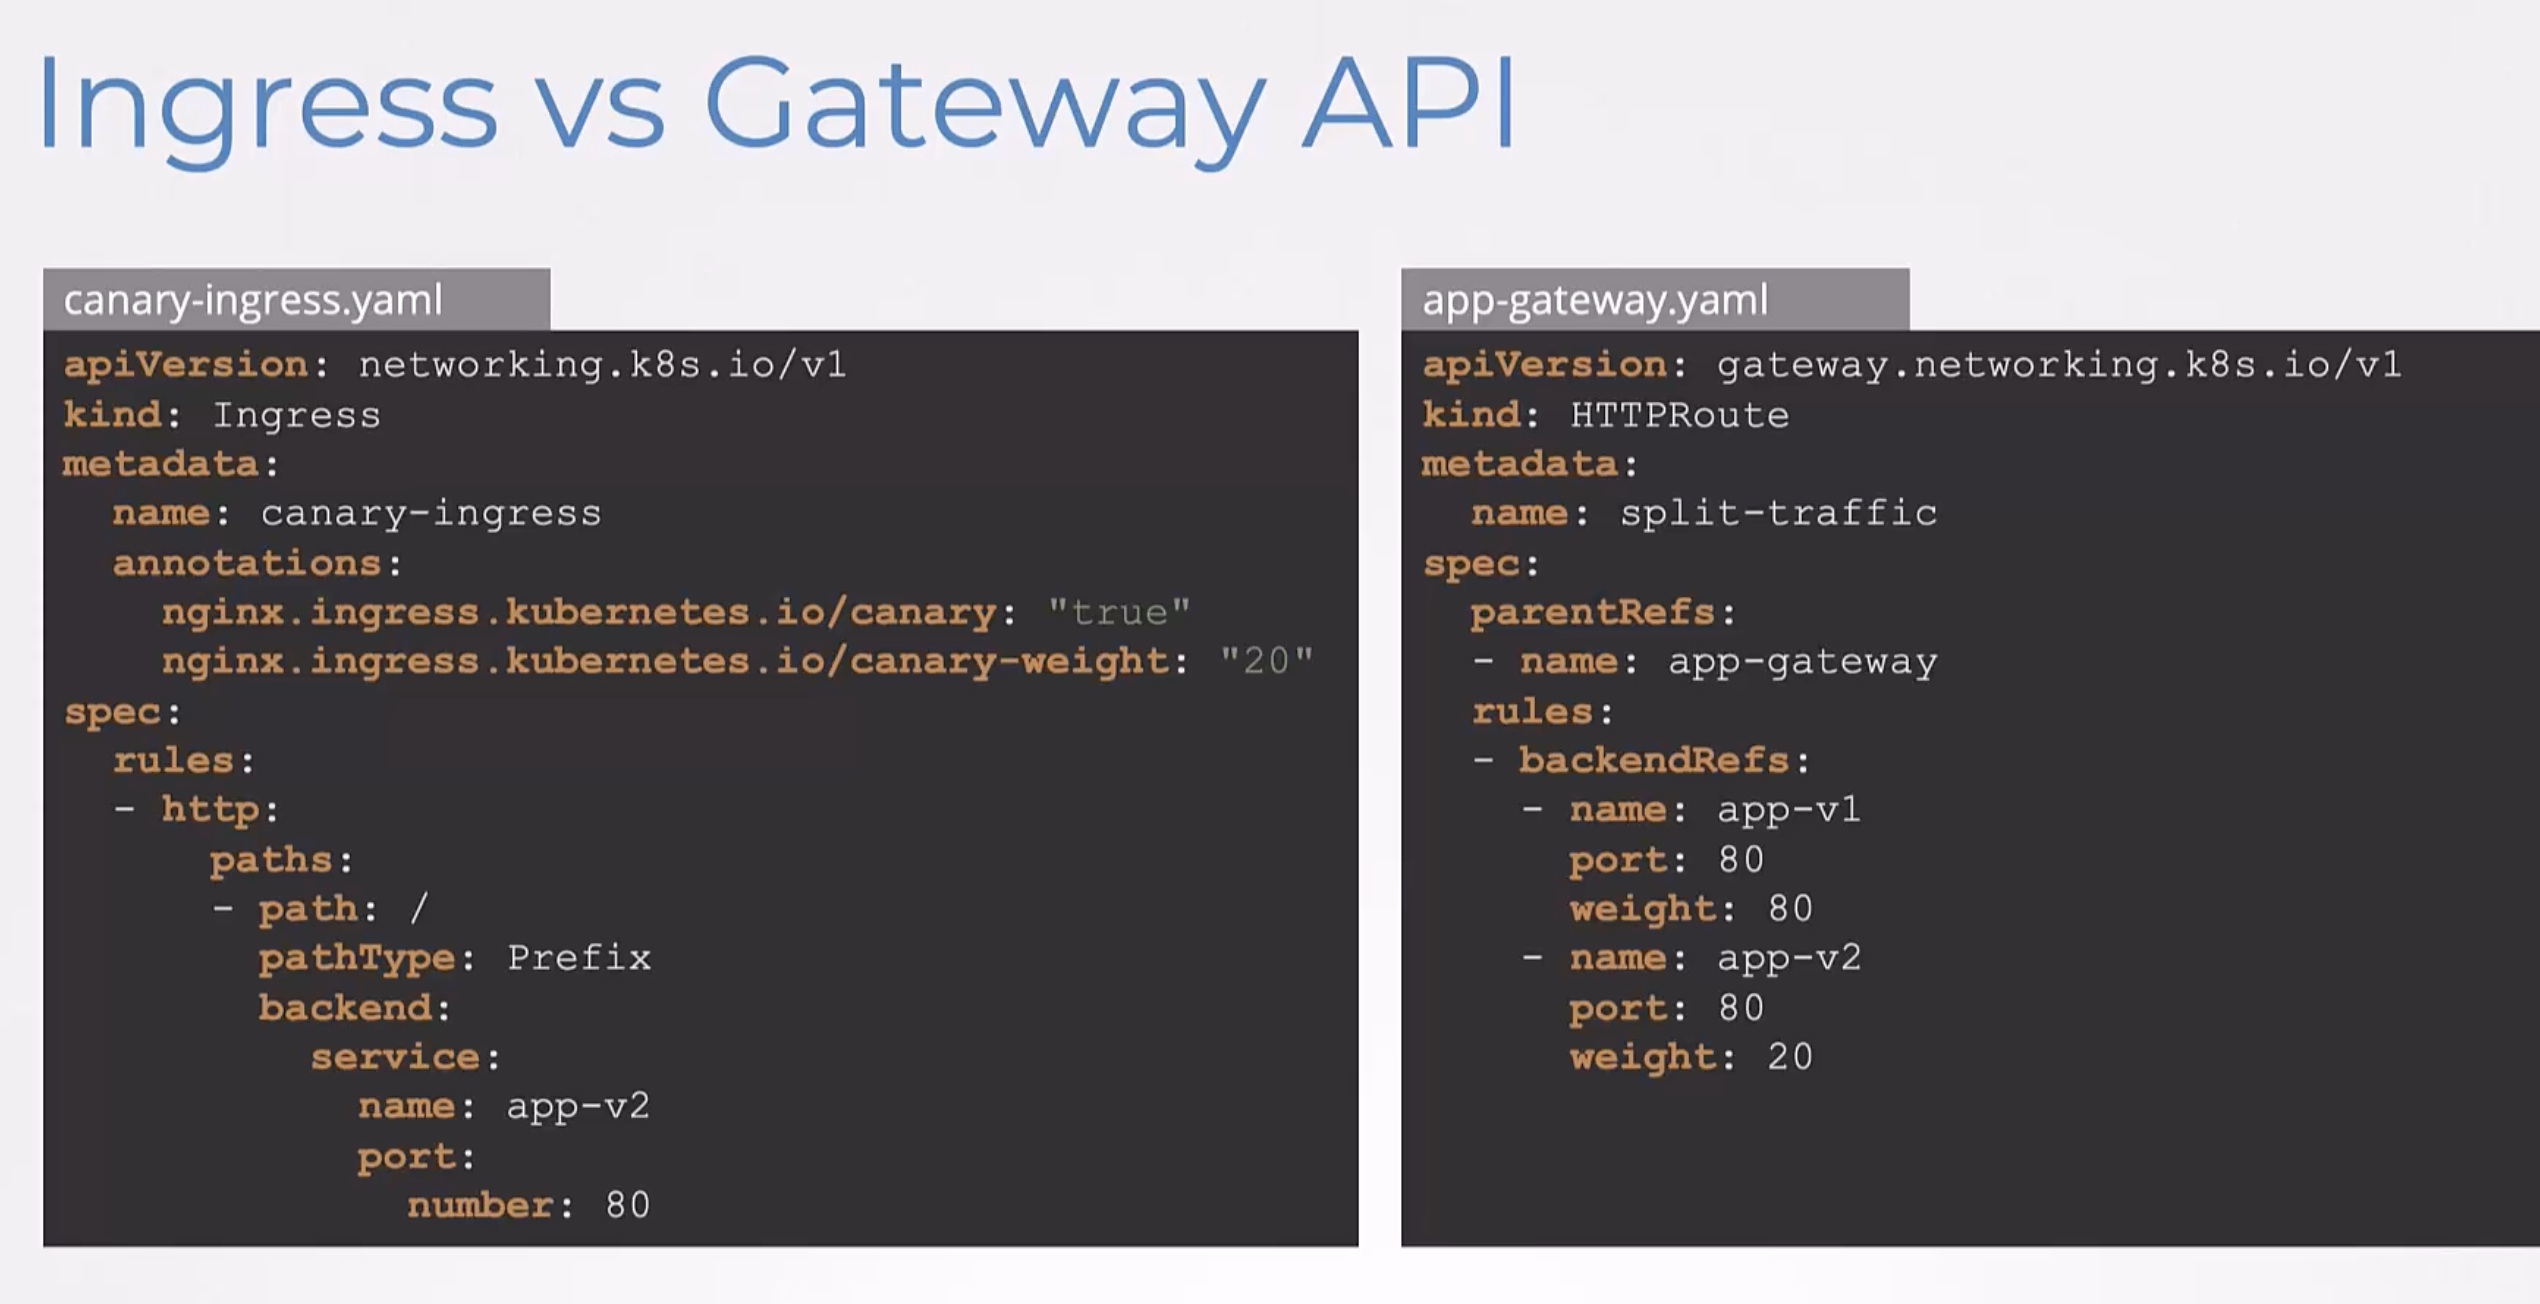 Ingress vs Gateway API
canary-ingress.yaml
apiVersion: networking.k8s.io/v1
kind: Ingress
metadata:
  name: canary-ingress
  annotations:
    nginx.ingress.kubernetes.io/canary: "true"
    nginx.ingress.kubernetes.io/canary-weight: "20"
spec:
  rules:
  - http:
      paths:
      - path: /
        pathType: Prefix
        backend:
          service:
            name: app-v2
            port:
              number: 80
app-gateway.yaml
apiVersion: gateway.networking.k8s.io/v1
kind: HTTPRoute
metadata:
  name: split-traffic
spec:
  parentRefs:
  - name: app-gateway
  rules:
  - backendRefs:
    - name: app-v1
      port: 80
      weight: 80
    - name: app-v2
      port: 80
      weight: 20